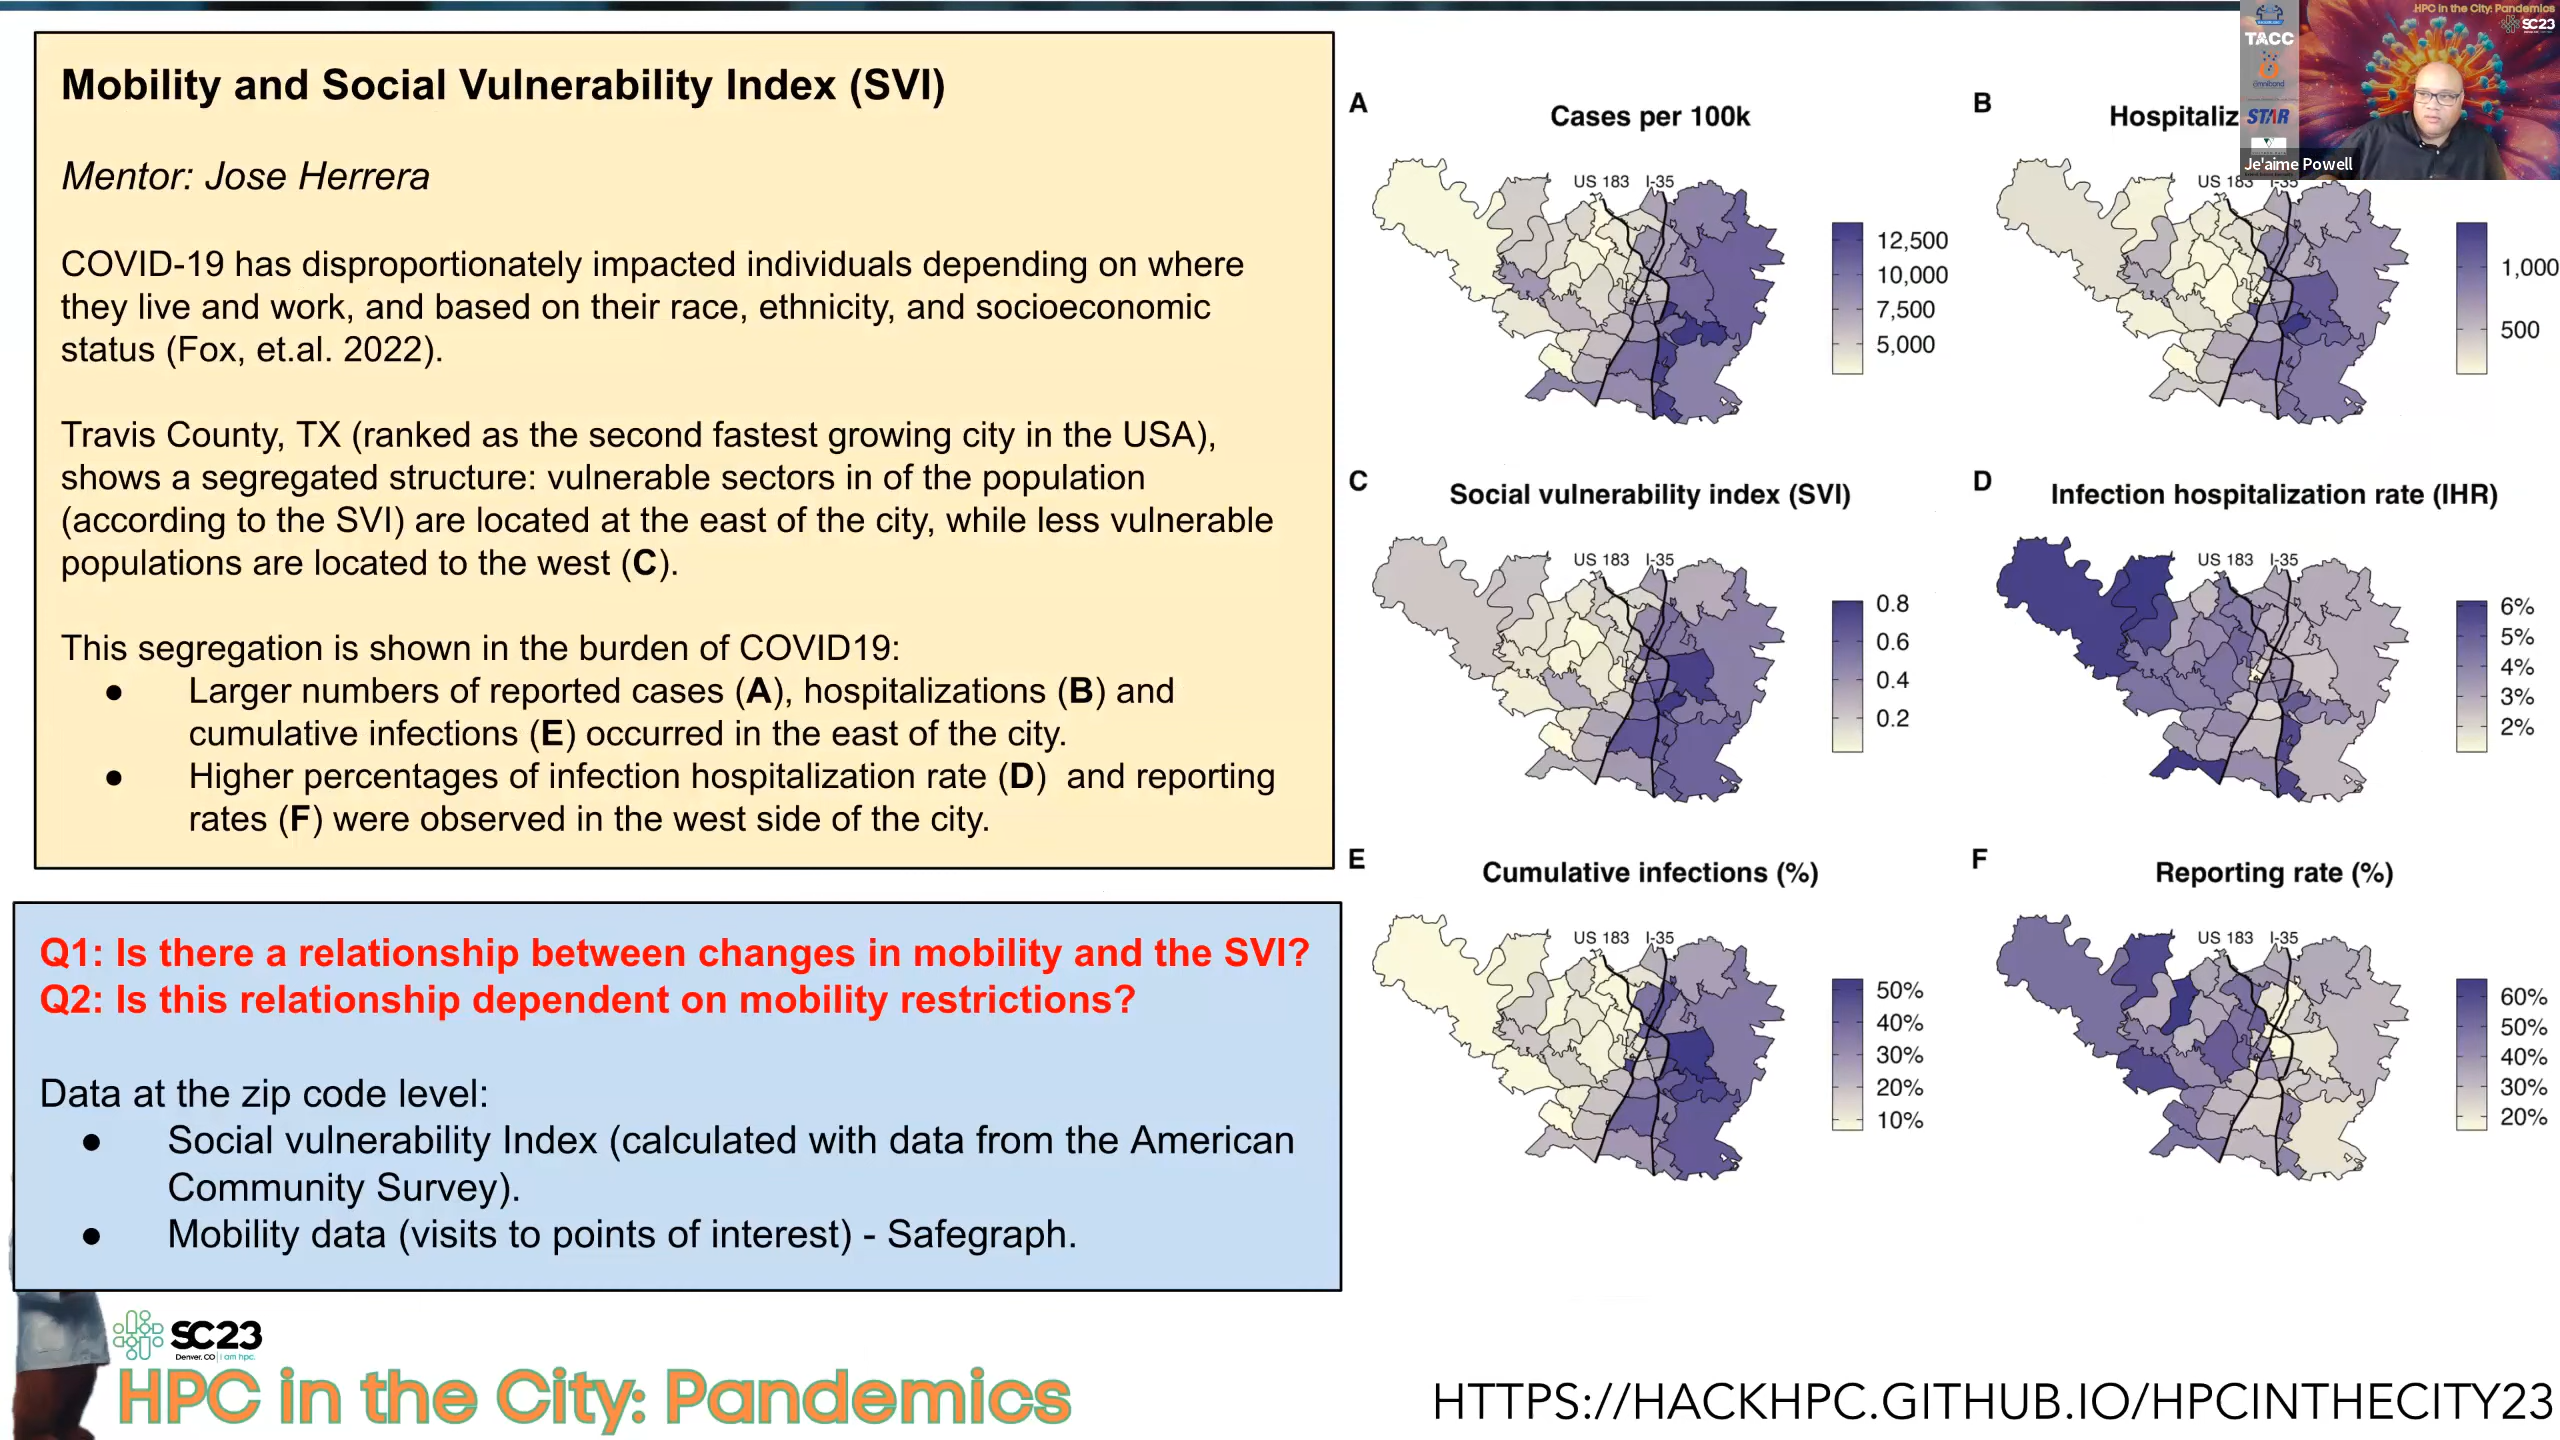 Mobility and Social Vulnerability Index (SVI)
Mentor: Jose Herrera
COVID-19 has disproportionately impacted individuals depending on where
they live and work, and based on their race, ethnicity, and socioeconomic
status (Fox, et.al. 2022).
Travis County, TX (ranked as the second fastest growing city in the USA),
shows a segregated structure: vulnerable sectors in of the population
(according to the SVI) are located at the east of the city, while less vulnerable
populations are located to the west (C).
This segregation is shown in the burden of COVID19:
● Larger numbers of reported cases (A), hospitalizations (B) and
cumulative infections (E) occurred in the east of the city.
● Higher percentages of infection hospitalization rate (D) and reporting
rates (F) were observed in the west side of the city.
Q1: Is there a relationship between changes in mobility and the SVI?
Q2: Is this relationship dependent on mobility restrictions?
Data at the zip code level:
● Social vulnerability Index (calculated with data from the American
Community Survey).
● Mobility data (visits to points of interest) - Safegraph.
A
Cases per 100k
US 183 I-35
12,500
10,000
7,500
5,000
B
Hospitaliz
US 183 I-35
1,000
500
C
Social vulnerability index (SVI)
US 183 I-35
0.8
0.6
0.4
0.2
D
Infection hospitalization rate (IHR)
US 183 I-35
6%
5%
4%
3%
2%
E
Cumulative infections (%)
US 183 I-35
50%
40%
30%
20%
10%
F
Reporting rate (%)
US 183 I-35
60%
50%
40%
30%
20%
HPC in the City: Pandemics
SC23
TACC
Omnibond
STAR
Je'aime Powell
SC23
Denver, CO | i am hpc.
HPC in the City: Pandemics
HTTPS://HACKHPC.GITHUB.IO/HPCINTHECITY23